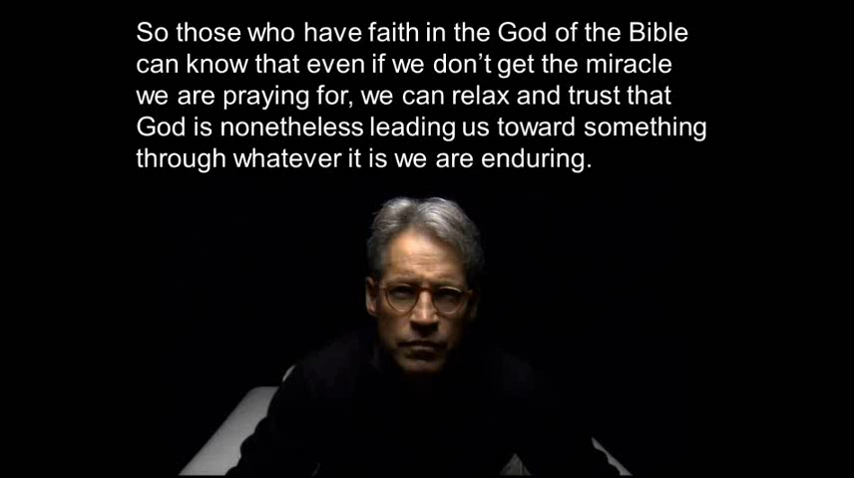 So those who have faith in the God of the Bible
can know that even if we don’t get the miracle
we are praying for, we can relax and trust that
God is nonetheless leading us toward something
through whatever it is we are enduring.